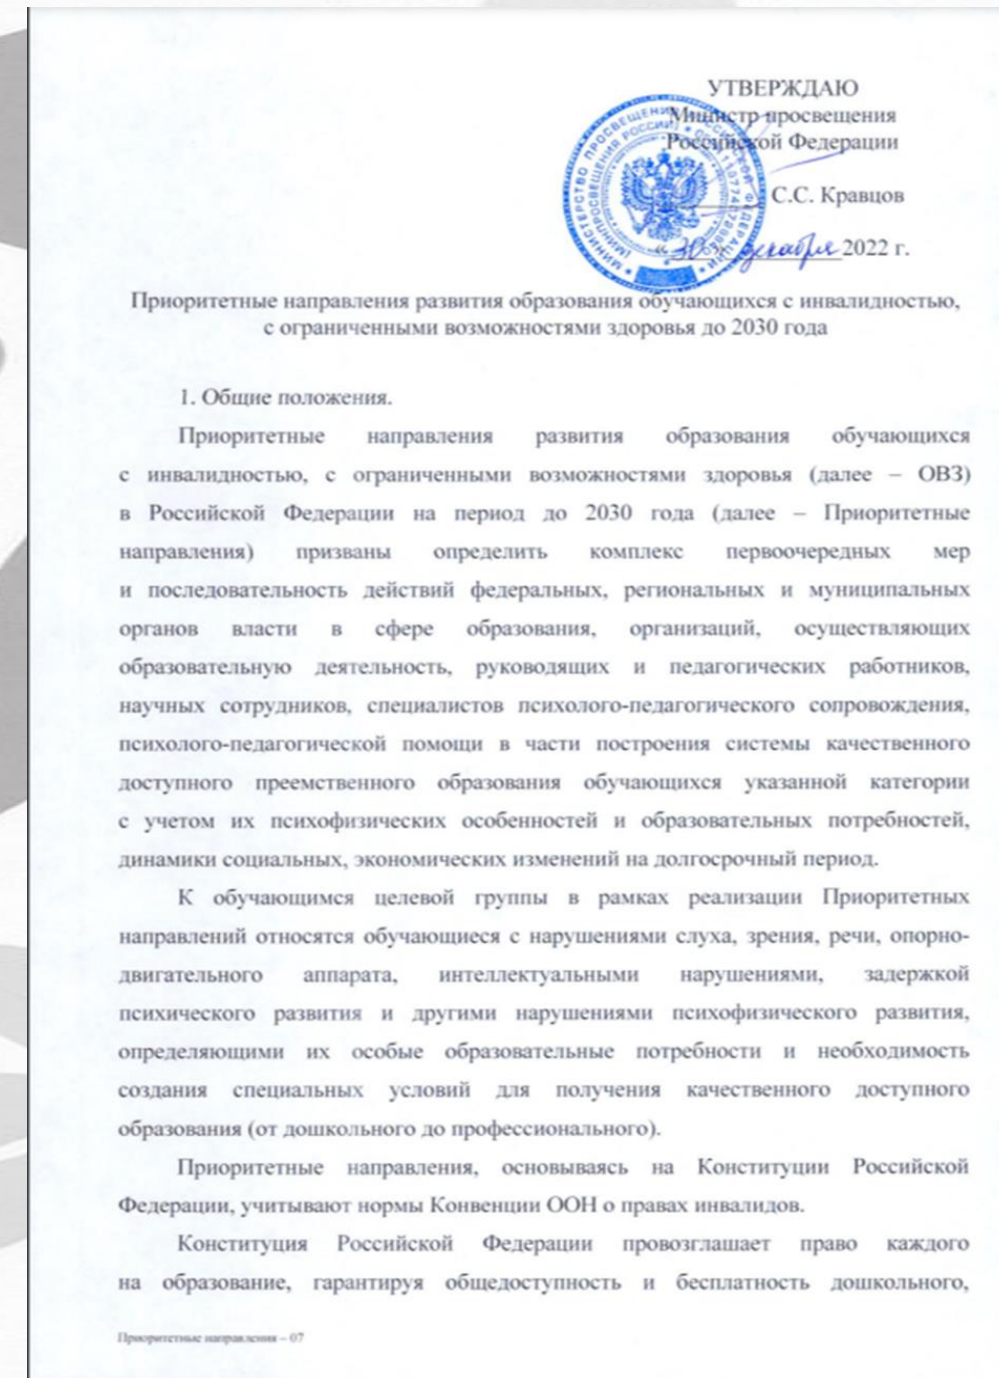 УТВЕРЖДАЮ
Министр просвещения
Российской Федерации
С.С. Кравцов
«30» декабря 2022 г.
Приоритетные направления развития образования обучающихся с инвалидностью,
с ограниченными возможностями здоровья до 2030 года
1. Общие положения.
Приоритетные направления развития образования обучающихся
с инвалидностью, с ограниченными возможностями здоровья (далее – ОВЗ)
в Российской Федерации на период до 2030 года (далее – Приоритетные
направления) призваны определить комплекс первоочередных мер
и последовательность действий федеральных, региональных и муниципальных
органов власти в сфере образования, организаций, осуществляющих
образовательную деятельность, руководящих и педагогических работников,
научных сотрудников, специалистов психолого-педагогического сопровождения,
психолого-педагогической помощи в части построения системы качественного
доступного преемственного образования обучающихся указанной категории
с учетом их психофизических особенностей и образовательных потребностей,
динамики социальных, экономических изменений на долгосрочный период.
К обучающимся целевой группы в рамках реализации Приоритетных
направлений относятся обучающиеся с нарушениями слуха, зрения, речи, опорно-
двигательного аппарата, интеллектуальными нарушениями, задержкой
психического развития и другими нарушениями психофизического развития,
определяющими их особые образовательные потребности и необходимость
создания специальных условий для получения качественного доступного
образования (от дошкольного до профессионального).
Приоритетные направления, основываясь на Конституции Российской
Федерации, учитывают нормы Конвенции ООН о правах инвалидов.
Конституция Российской Федерации провозглашает право каждого
на образование, гарантируя общедоступность и бесплатность дошкольного,
Приоритетные направления – 07